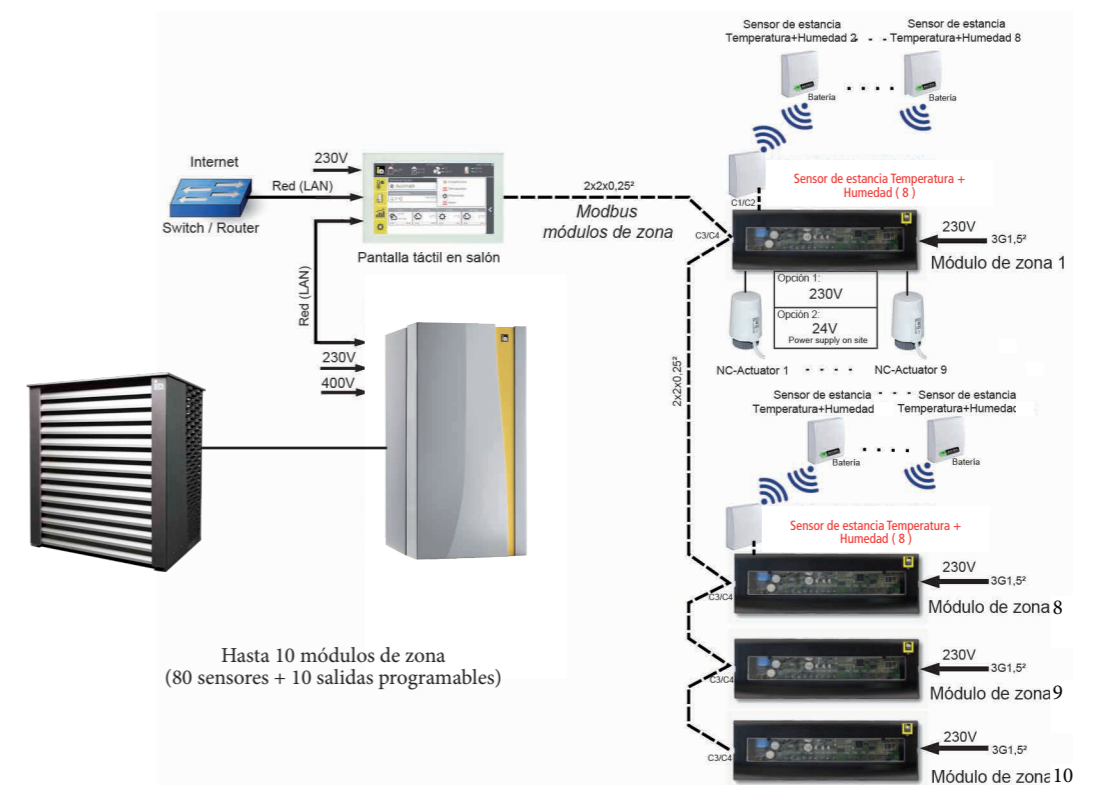 Sensor de estancia
Temperatura+Humedad 2
Sensor de estancia
Temperatura+Humedad 8
Batería
Batería
Internet
230V
Red (LAN)
Switch / Router
Pantalla táctil en salón
2x2x0,25²
Modbus
módulos de zona
Sensor de estancia Temperatura +
Humedad ( 8 )
C1/C2
C3/C4
230V
3G1,5²
Módulo de zona 1
Opción 1:
230V
Opción 2:
24V
Power supply on site
NC-Actuator 1
NC-Actuator 9
Red (LAN)
230V
400V
2x2x0,25²
Sensor de estancia
Temperatura+Humedad
Sensor de estancia
Temperatura+Humedad
Batería
Batería
Sensor de estancia Temperatura +
Humedad ( 8 )
C3/C4
230V
3G1,5²
Módulo de zona 8
Hasta 10 módulos de zona
(80 sensores + 10 salidas programables)
C3/C4
230V
3G1,5²
Módulo de zona 9
C3/C4
230V
3G1,5²
Módulo de zona 10